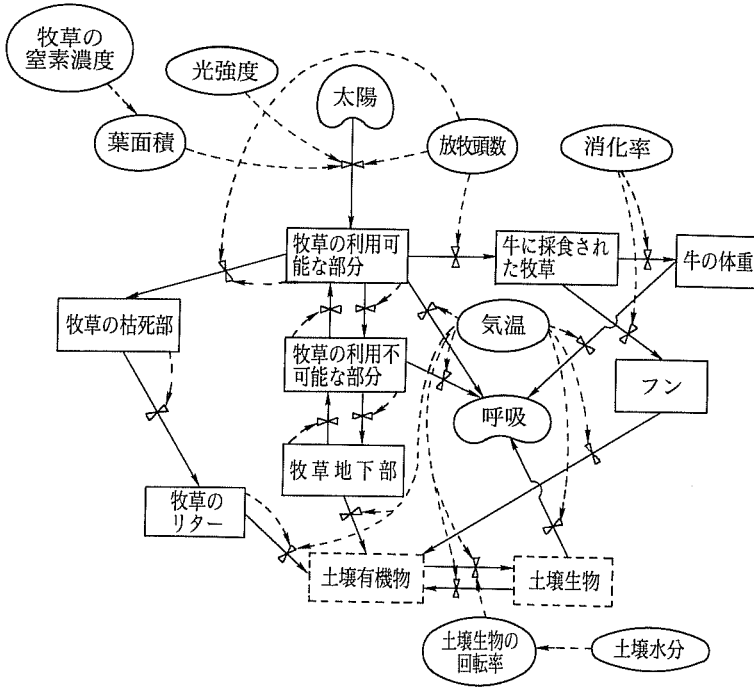 牧草の
窒素濃度
光強度
太陽
葉面積
放牧頭数
消化率
牧草の利用可
能な部分
牛に採食され
た牧草
牛の体重
牧草の枯死部
気温
牧草の利用不
可能な部分
フン
呼吸
牧草地下部
牧草の
リター
土壌有機物
土壌生物
土壌生物の
回転率
土壌水分